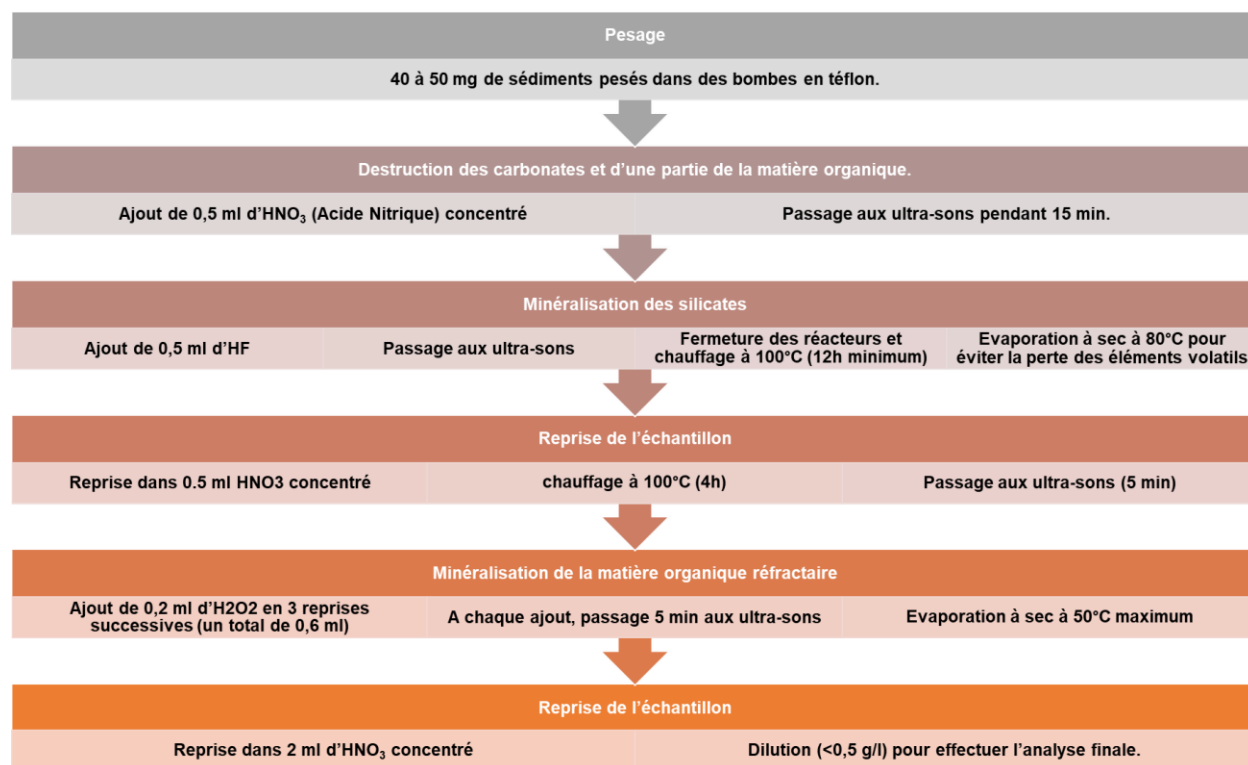 Pesage
40 à 50 mg de sédiments pesés dans des bombes en téflon.
Destruction des carbonates et d’une partie de la matière organique.
Ajout de 0,5 ml d’HNO₃ (Acide Nitrique) concentré
Passage aux ultra-sons pendant 15 min.
Minéralisation des silicates
Ajout de 0,5 ml d’HF
Passage aux ultra-sons
Fermeture des réacteurs et
chauffage à 100°C (12h minimum)
Evaporation à sec à 80°C pour
éviter la perte des éléments volatils
Reprise de l’échantillon
Reprise dans 0.5 ml HNO3 concentré
chauffage à 100°C (4h)
Passage aux ultra-sons (5 min)
Minéralisation de la matière organique réfractaire
Ajout de 0,2 ml d’H2O2 en 3 reprises
successives (un total de 0,6 ml)
A chaque ajout, passage 5 min aux ultra-sons
Evaporation à sec à 50°C maximum
Reprise de l’échantillon
Reprise dans 2 ml d’HNO₃ concentré
Dilution (<0,5 g/l) pour effectuer l’analyse finale.